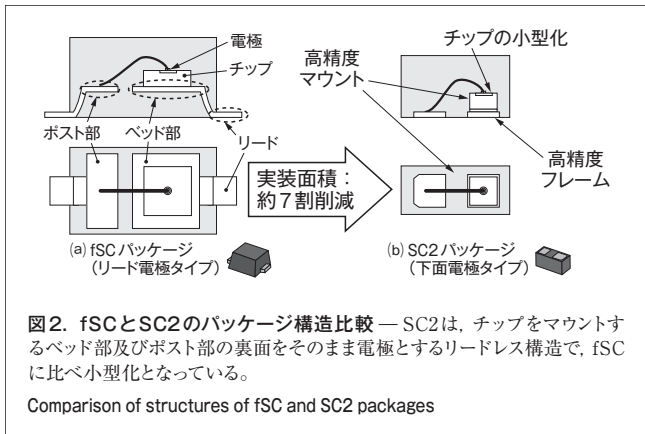 電極
チップ
ポスト部
ベッド部
リード
(a) fSCパッケージ
（リード電極タイプ）
実装面積：
約7割削減
チップの小型化
高精度
マウント
高精度
フレーム
(b) SC2パッケージ
（下面電極タイプ）
図2．fSCとSC2のパッケージ構造比較 — SC2は，チップをマウントす
るベッド部及びポスト部の裏面をそのまま電極とするリードレス構造で，fSC
に比べ小型化となっている。
Comparison of structures of fSC and SC2 packages